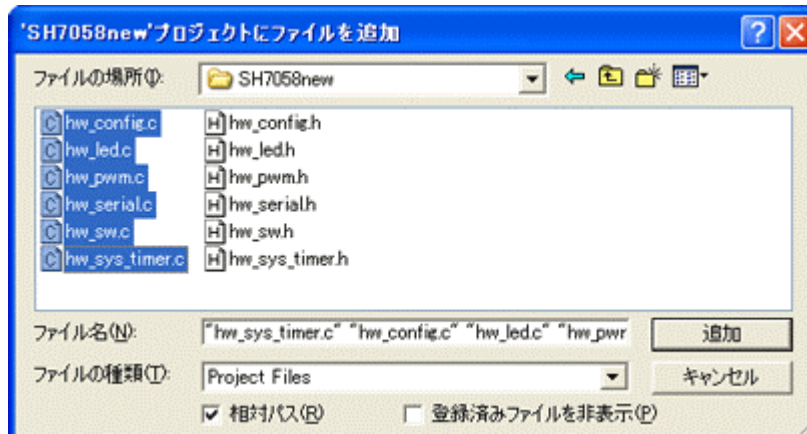 'SH7058new'プロジェクトにファイルを追加
ファイルの場所(I): SH7058new
hw_config.c hw_config.h
hw_led.c hw_led.h
hw_pwm.c hw_pwm.h
hw_serial.c hw_serial.h
hw_sw.c hw_sw.h
hw_sys_timer.c hw_sys_timer.h
ファイル名(N): "hw_sys_timer.c" "hw_config.c" "hw_led.c" "hw_pwr 追加
ファイルの種類(T): Project Files キャンセル
相対パス(R) 登録済みファイルを非表示(P)